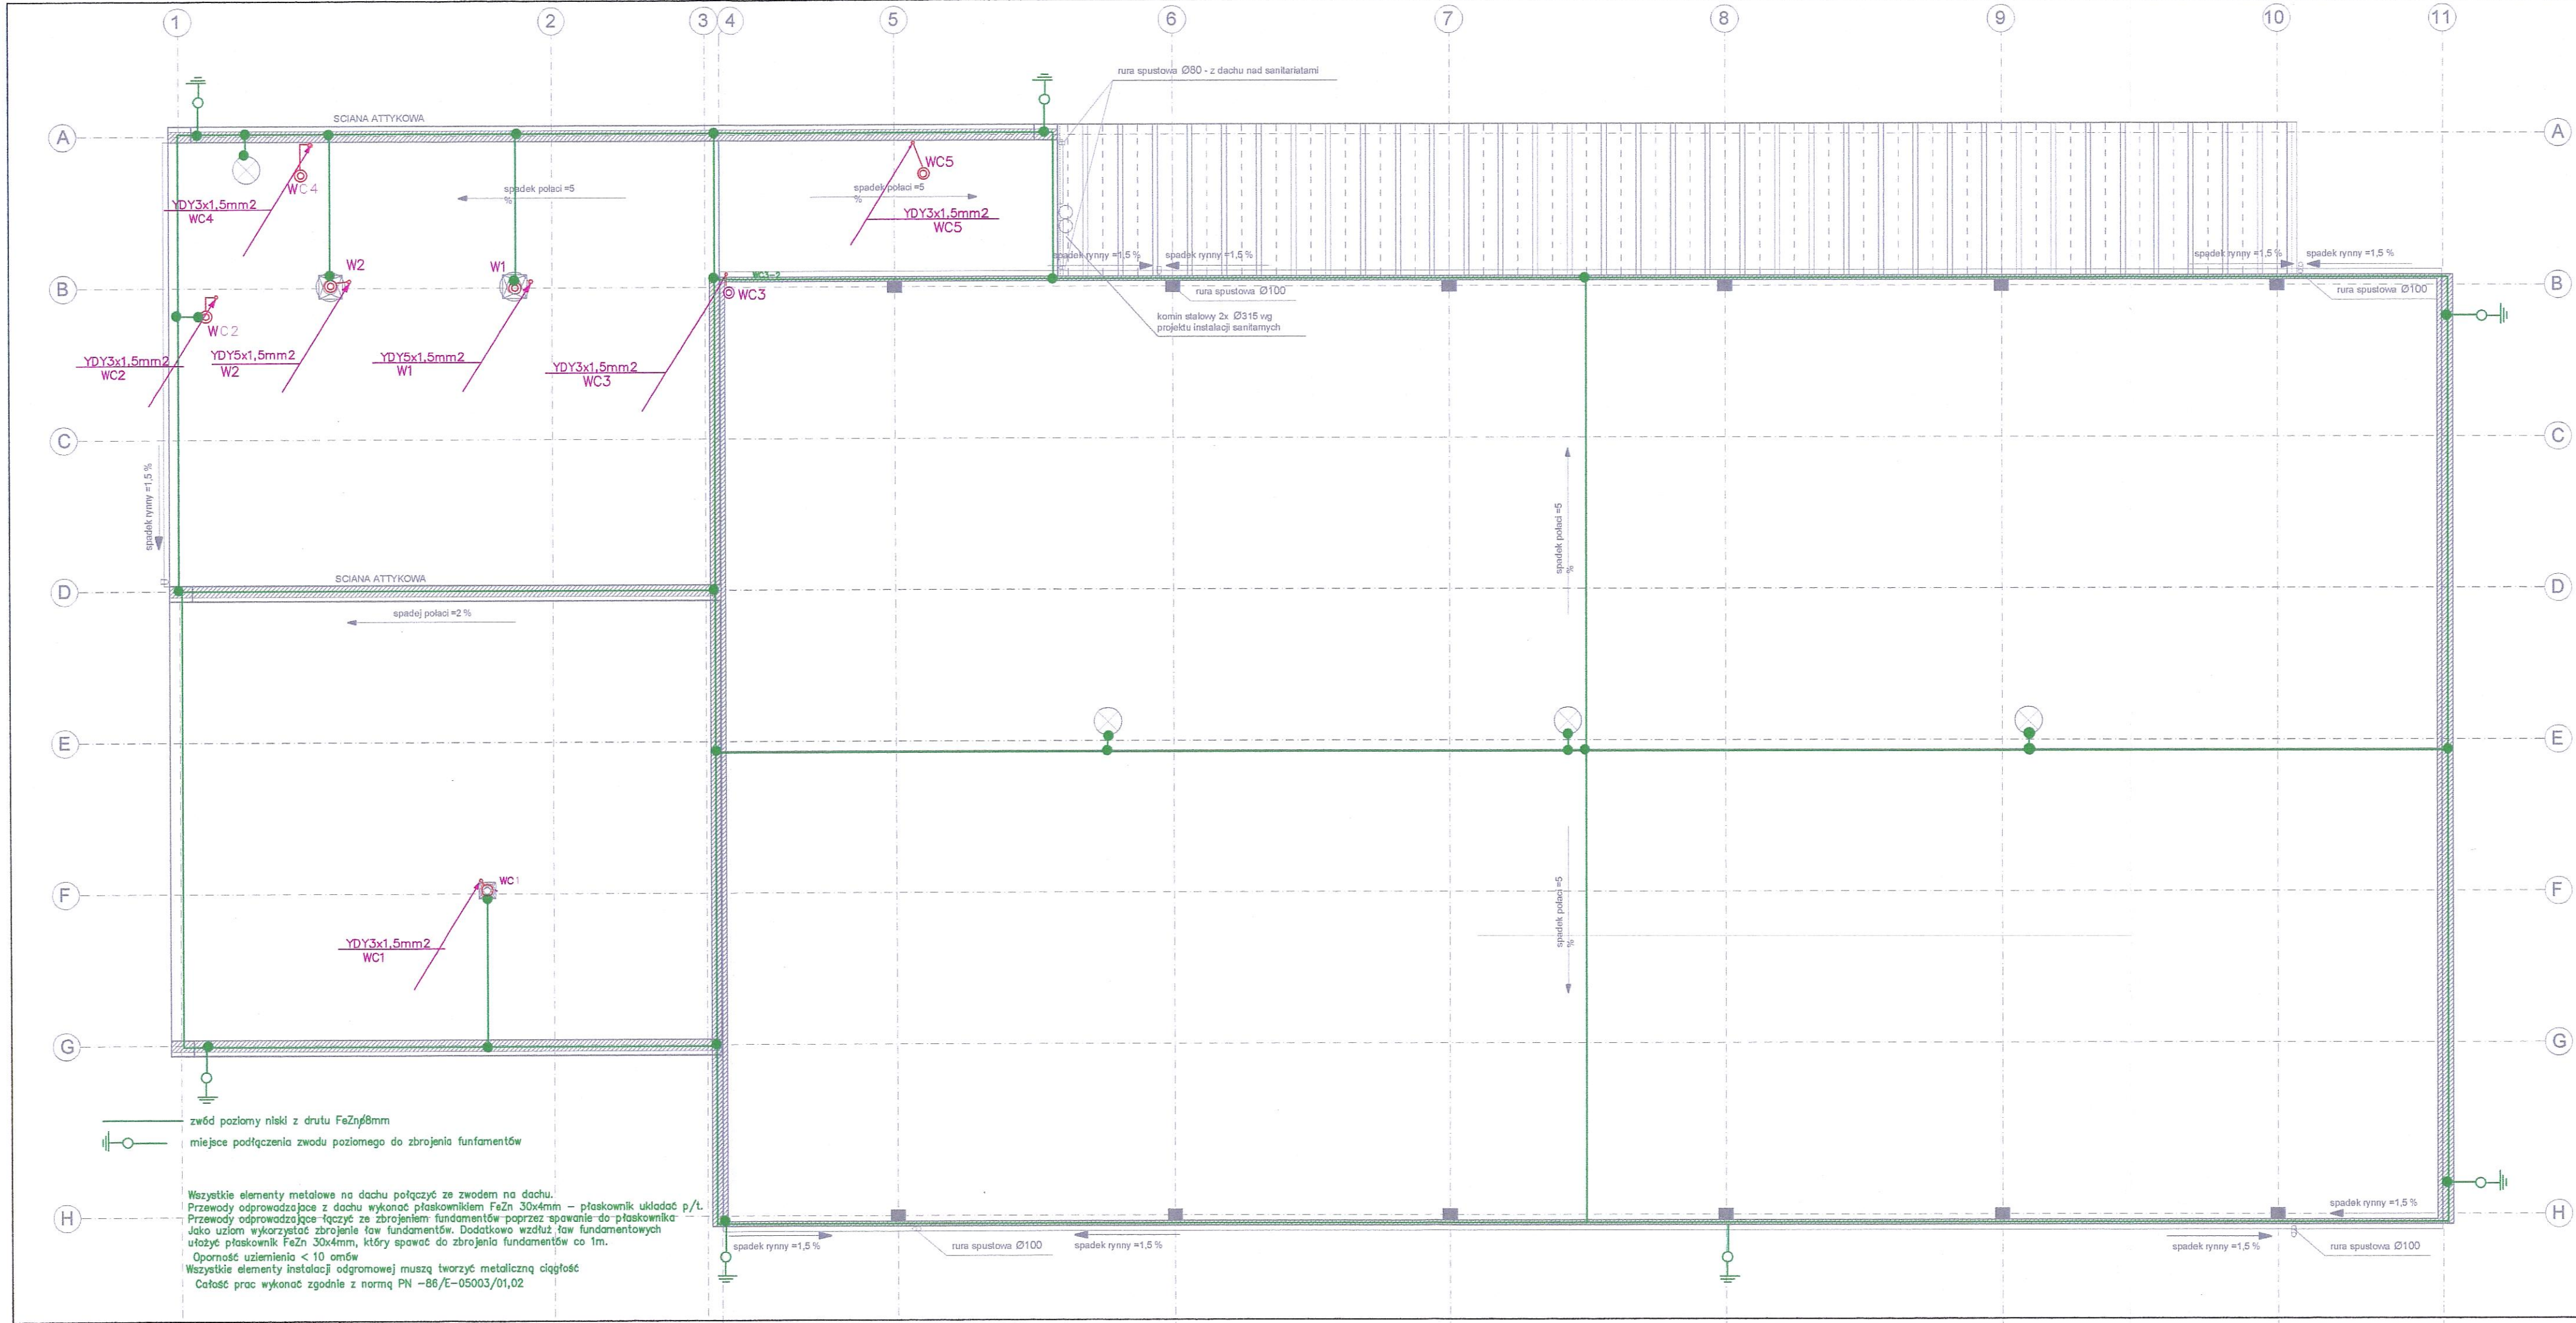 1 2 3 4 5 6 7 8 9 10 11
rura spustowa Ø80 - z dachu nad sanitariatami
SCIANA ATTYKOWA
A A
WC4
WC5
spadek połaci =5
%
spadek połaci =5
%
YDY3x1,5mm2
WC4
YDY3x1,5mm2
WC5
spadek rynny =1,5 %
spadek rynny =1,5 %
spadek rynny =1,5 %
spadek rynny =1,5 %
W2
W1
WC3-2
B B
WC3
rura spustowa Ø100
rura spustowa Ø100
komin stalowy 2x Ø315 wg
projektu instalacji sanitarnych
WC2
YDY3x1,5mm2
WC2
YDY5x1,5mm2
W2
YDY5x1,5mm2
W1
YDY3x1,5mm2
WC3
C C
spadek rynny =1,5 %
spadek połaci =5
%
SCIANA ATTYKOWA
D D
spadej połaci =2 %
E E
WC1
F F
spadek połaci =5
%
YDY3x1,5mm2
WC1
G G
zwód poziomy niski z drutu FeZnø8mm
miejsce podłączenia zwodu poziomego do zbrojenia funfamentów
Wszystkie elementy metalowe na dachu połączyć ze zwodem na dachu.
Przewody odprowadzające z dachu wykonać płaskownikiem FeZn 30x4mm - płaskownik układać p/t.
Przewody odprowadzające łączyć ze zbrojeniem fundamentów poprzez spawanie do płaskownika
Jako uziom wykorzystać zbrojenie ław fundamentów. Dodatkowo wzdłuż ław fundamentowych
ułożyć płaskownik FeZn 30x4mm, który spawać do zbrojenia fundamentów co 1m.
Oporność uziemienia < 10 omów
Wszystkie elementy instalacji odgromowej muszą tworzyć metaliczną ciągłość
Całość prac wykonać zgodnie z normą PN -86/E-05003/01,02
H H
spadek rynny =1,5 %
spadek rynny =1,5 %
rura spustowa Ø100
spadek rynny =1,5 %
spadek rynny =1,5 %
rura spustowa Ø100